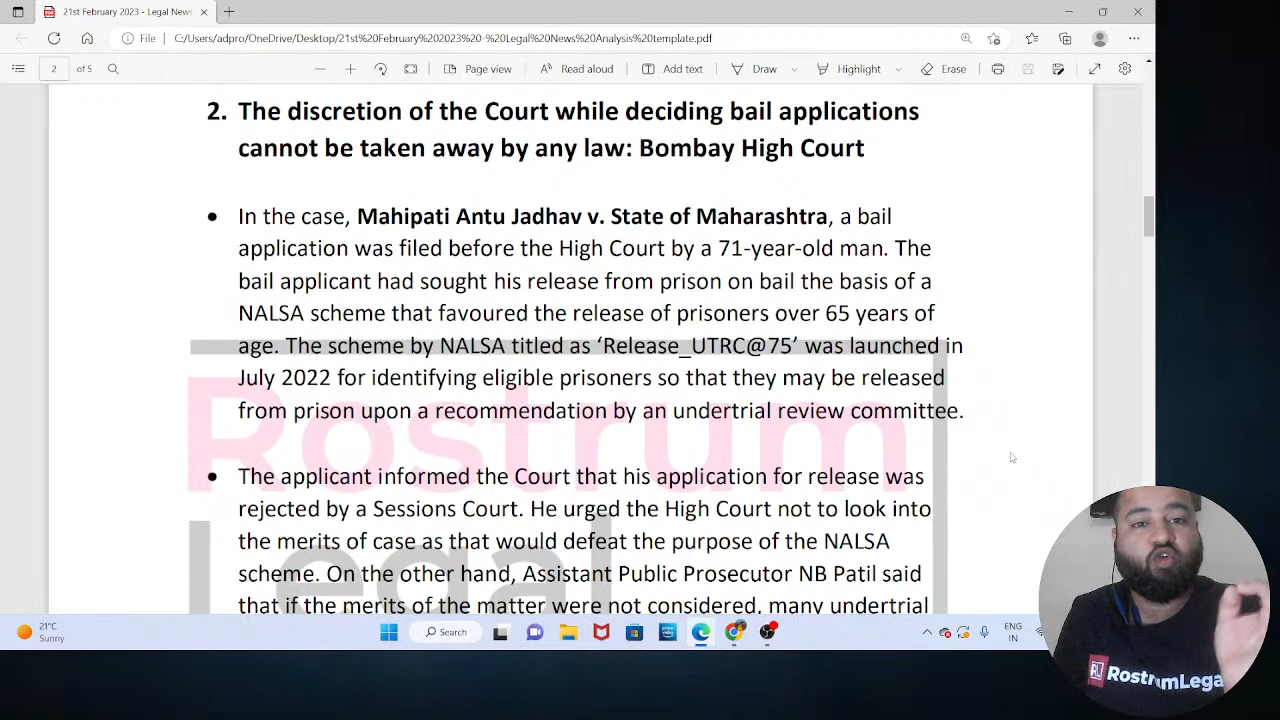 21st February 2023 - Legal News
File C:/Users/adpro/OneDrive/Desktop/21st%20February%202023%20-%20Legal%20News%20Analysis%20template.pdf
2 of 5 Page view Read aloud Add text Draw Highlight Erase
2. The discretion of the Court while deciding bail applications
cannot be taken away by any law: Bombay High Court
• In the case, Mahipati Antu Jadhav v. State of Maharashtra, a bail
application was filed before the High Court by a 71-year-old man. The
bail applicant had sought his release from prison on bail the basis of a
NALSA scheme that favoured the release of prisoners over 65 years of
age. The scheme by NALSA titled as ‘Release_UTRC@75’ was launched in
July 2022 for identifying eligible prisoners so that they may be released
from prison upon a recommendation by an undertrial review committee.
Rostrum
Legal
• The applicant informed the Court that his application for release was
rejected by a Sessions Court. He urged the High Court not to look into
the merits of case as that would defeat the purpose of the NALSA
scheme. On the other hand, Assistant Public Prosecutor NB Patil said
that if the merits of the matter were not considered, many undertrial
21°C
Sunny
Search
ENG
IN
RL RostrumLegal